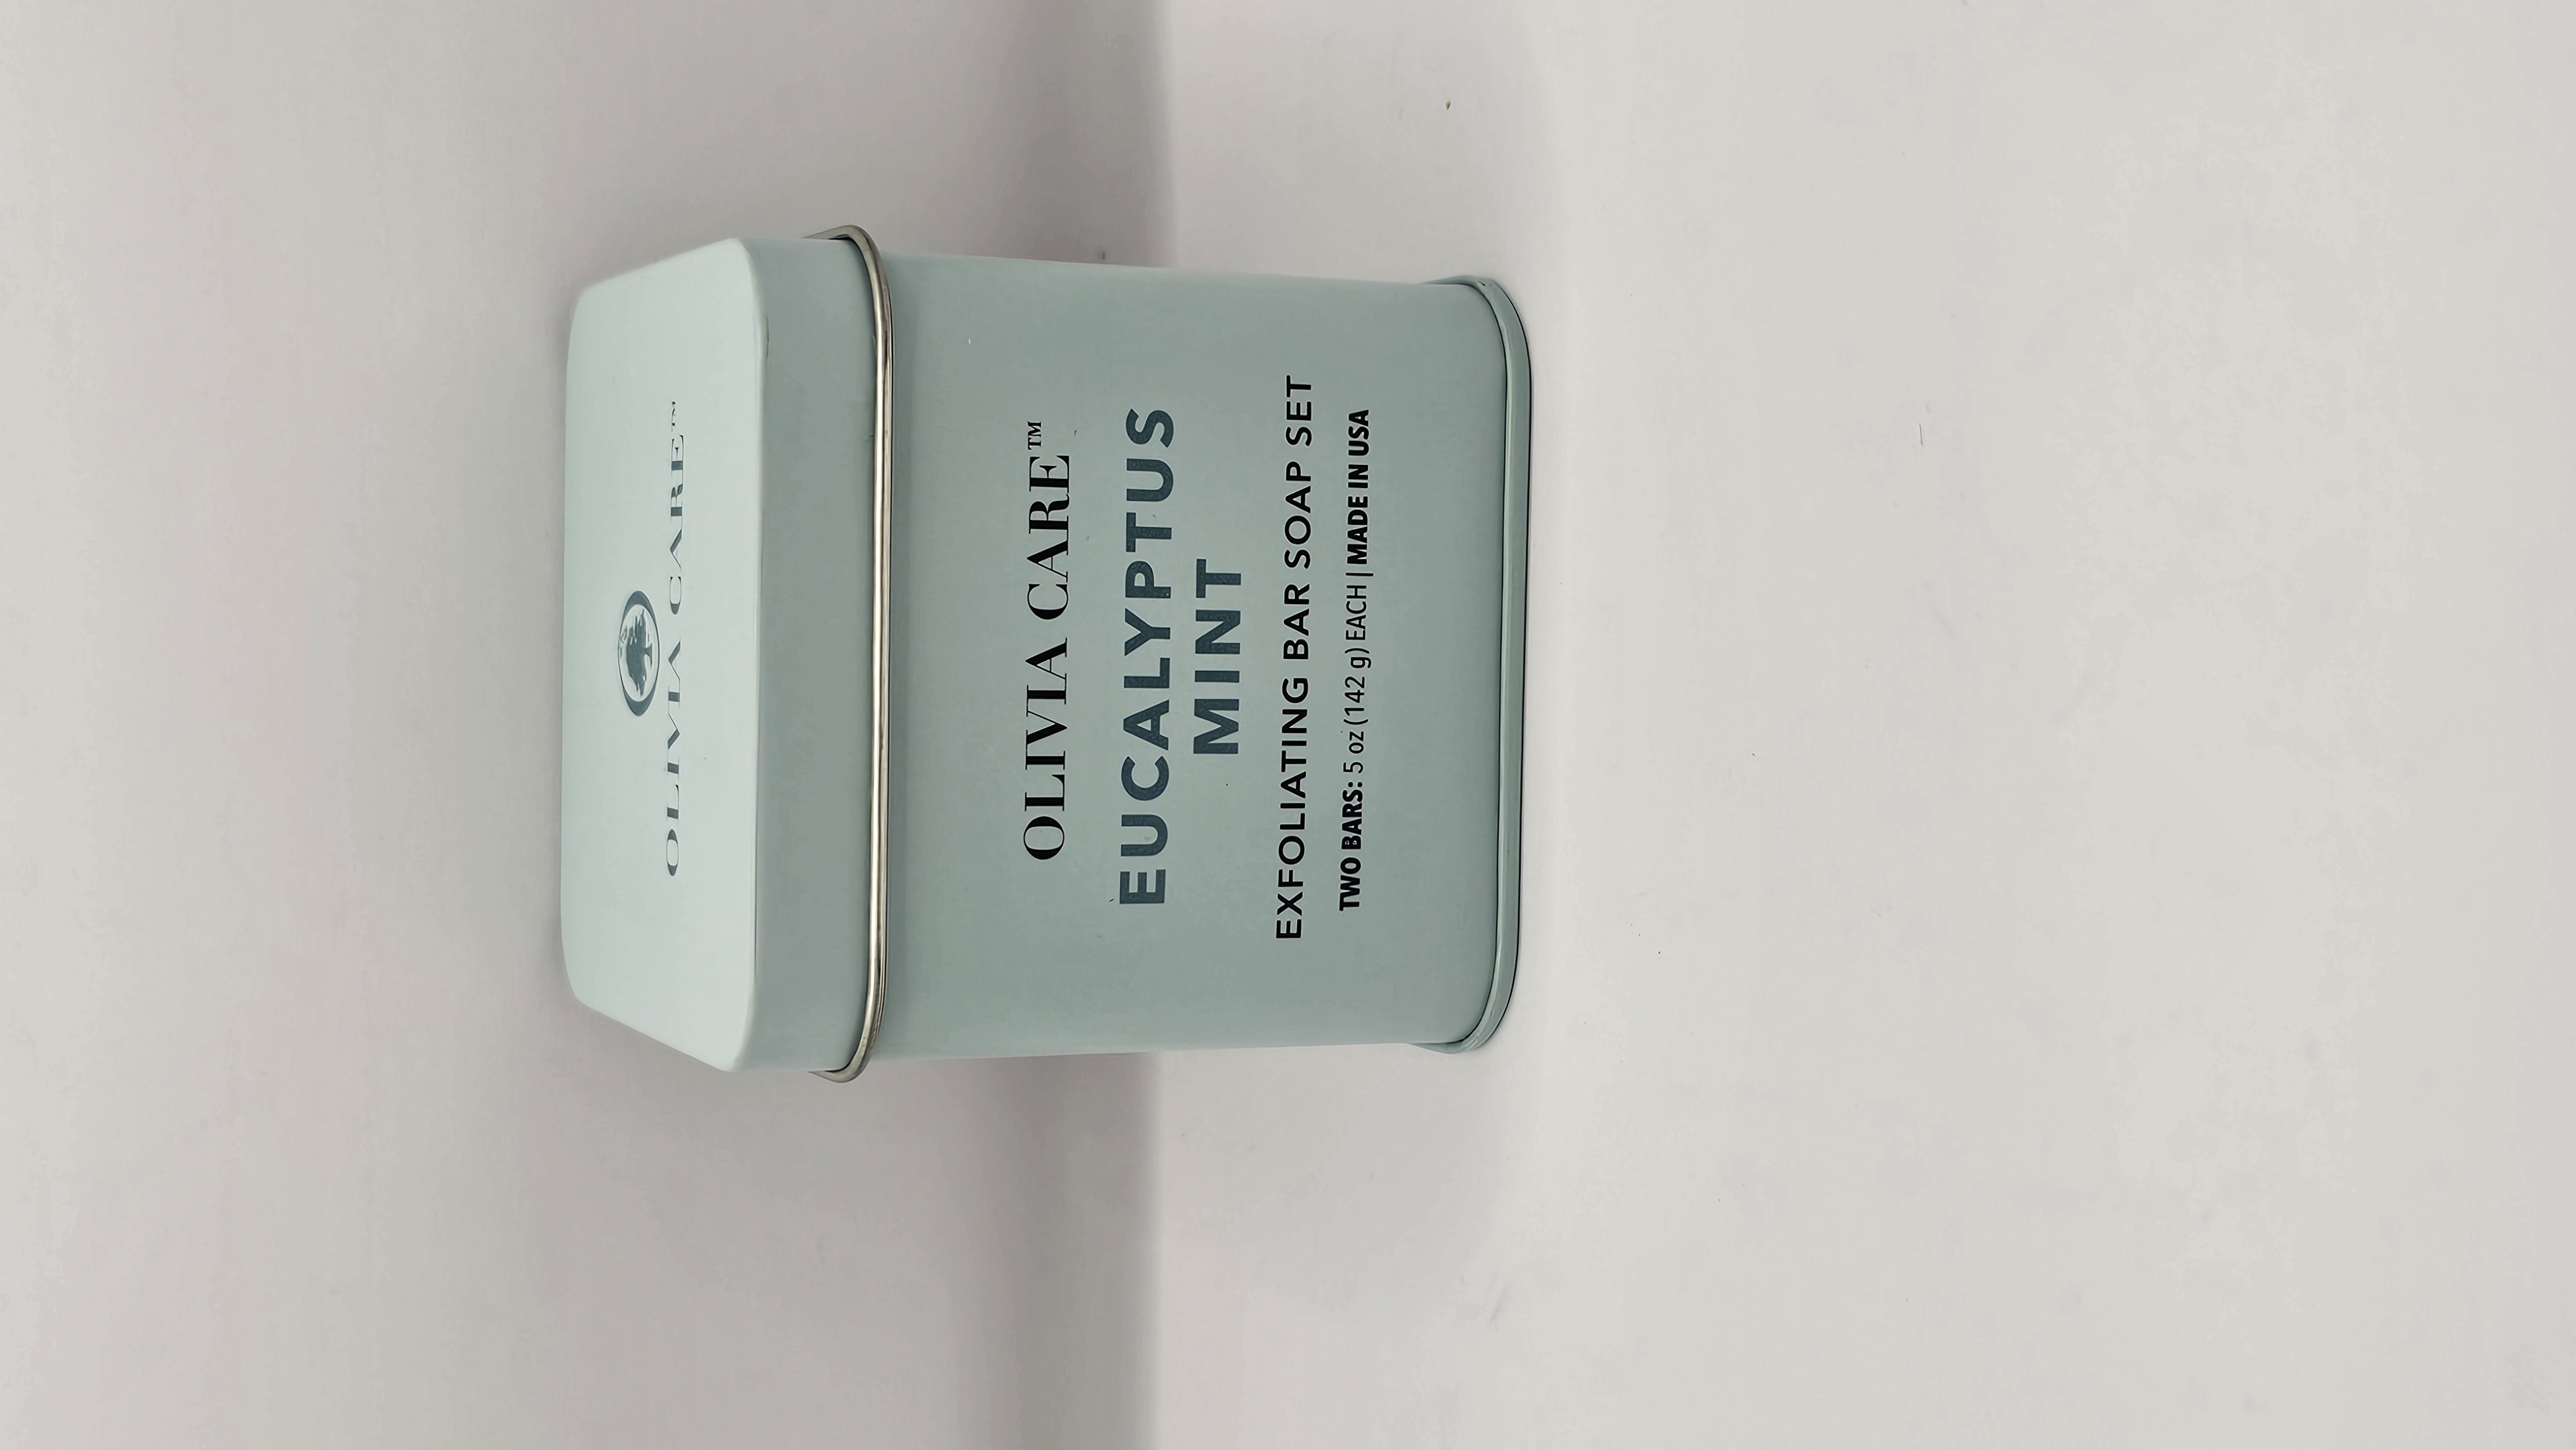 OLIVIA CARE™
OLIVIA CARE™
EUCALYPTUS
MINT
EXFOLIATING BAR SOAP SET
TWO BARS: 5 oz (142 g) EACH | MADE IN USA